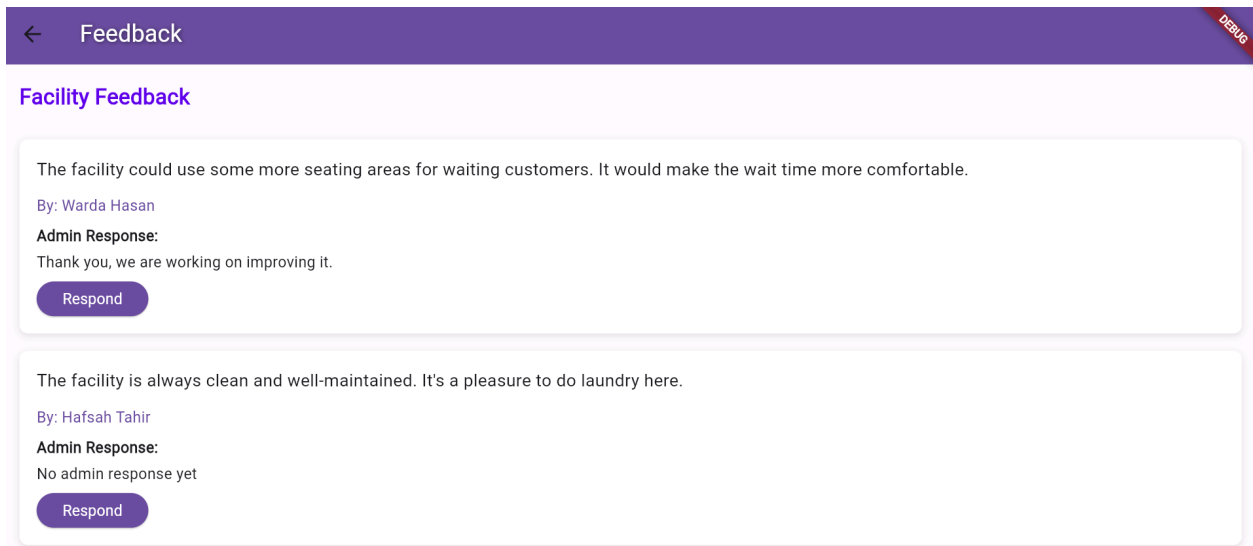 Feedback
DEBUG
Facility Feedback
The facility could use some more seating areas for waiting customers. It would make the wait time more comfortable.
By: Warda Hasan
Admin Response:
Thank you, we are working on improving it.
Respond
The facility is always clean and well-maintained. It's a pleasure to do laundry here.
By: Hafsah Tahir
Admin Response:
No admin response yet
Respond